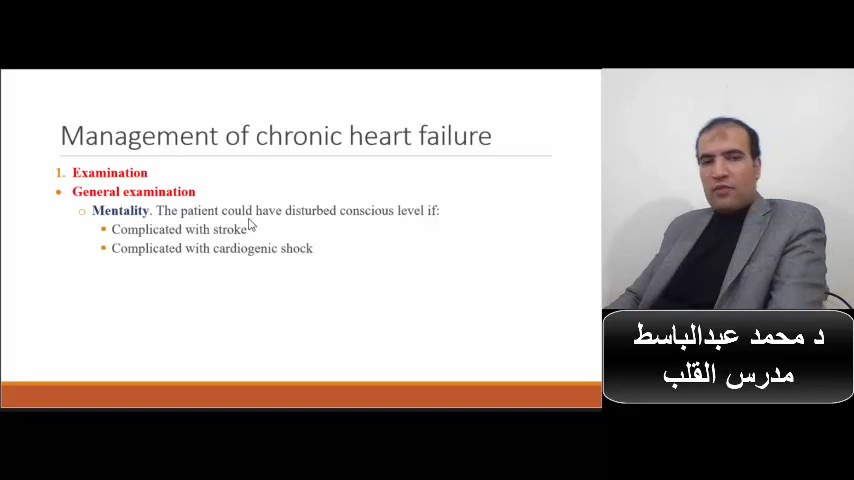 Management of chronic heart failure
1. Examination
• General examination
○ Mentality. The patient could have disturbed conscious level if:
▪ Complicated with stroke
▪ Complicated with cardiogenic shock
د محمد عبدالباسط
مدرس القلب